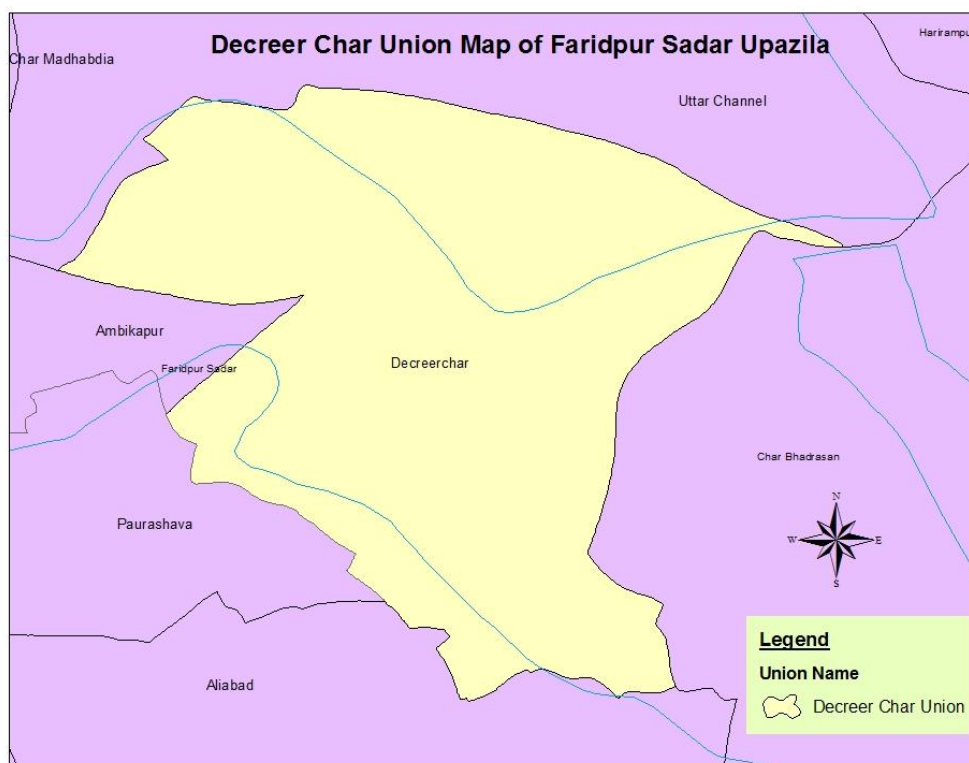 Decreer Char Union Map of Faridpur Sadar Upazila
Harirampu
Char Madhabdia
Uttar Channel
Ambikapur
Faridpur Sadar
Decreerchar
Char Bhadrasan
Paurashava
N
W E
S
Aliabad
Legend
Union Name
Decreer Char Union